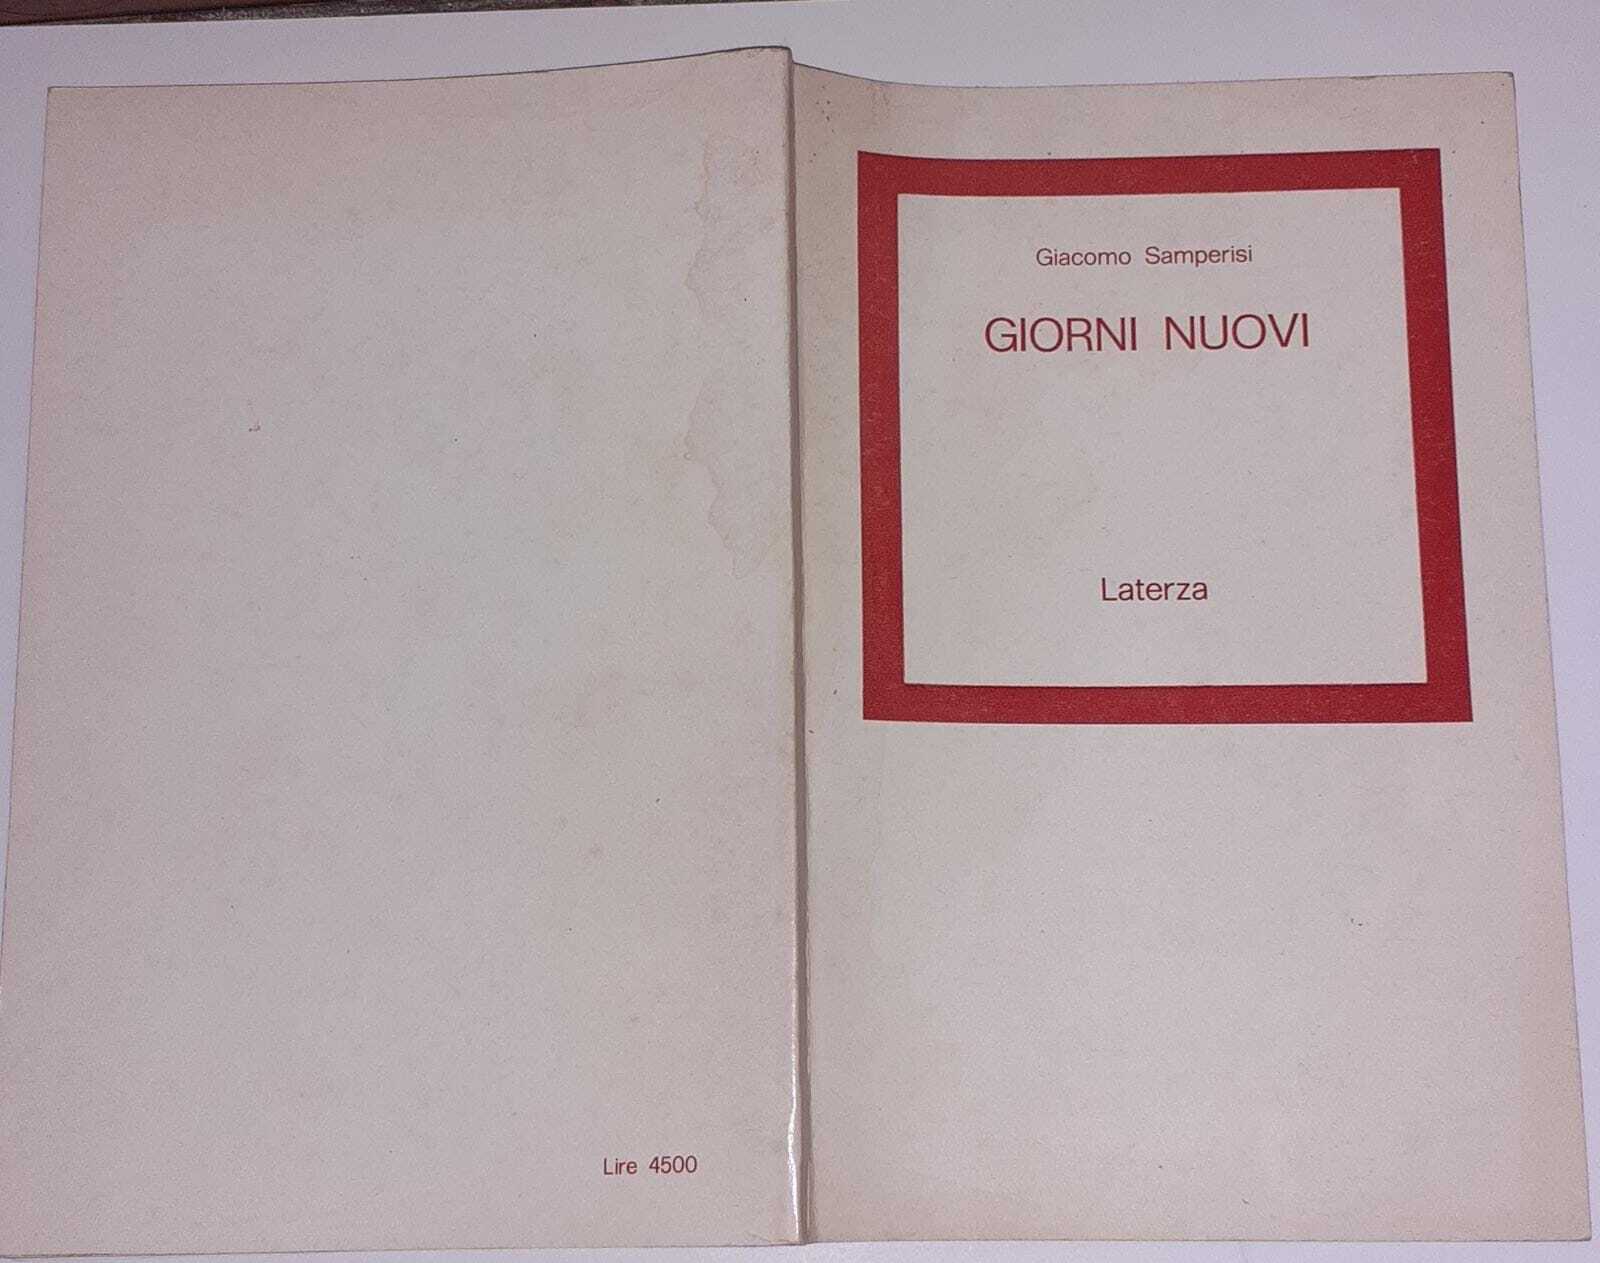 Giacomo Samperisi
GIORNI NUOVI
Laterza
Lire 4500